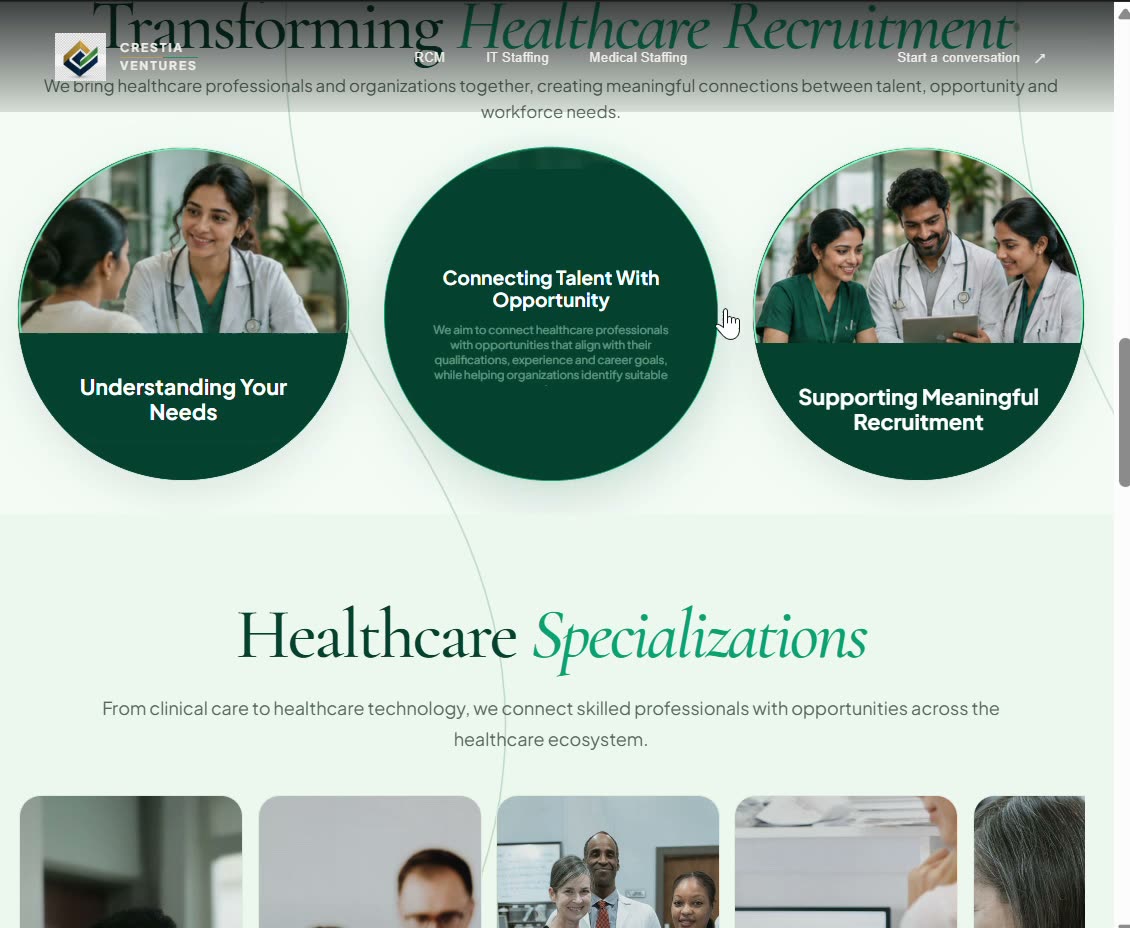 Transforming Healthcare Recruitment
CRESTIA
VENTURES
RCM
IT Staffing
Medical Staffing
Start a conversation ↗
We bring healthcare professionals and organizations together, creating meaningful connections between talent, opportunity and
workforce needs.
Understanding Your
Needs
Connecting Talent With
Opportunity
We aim to connect healthcare professionals
with opportunities that align with their
qualifications, experience and career goals,
while helping organizations identify suitable
Supporting Meaningful
Recruitment
Healthcare Specializations
From clinical care to healthcare technology, we connect skilled professionals with opportunities across the
healthcare ecosystem.